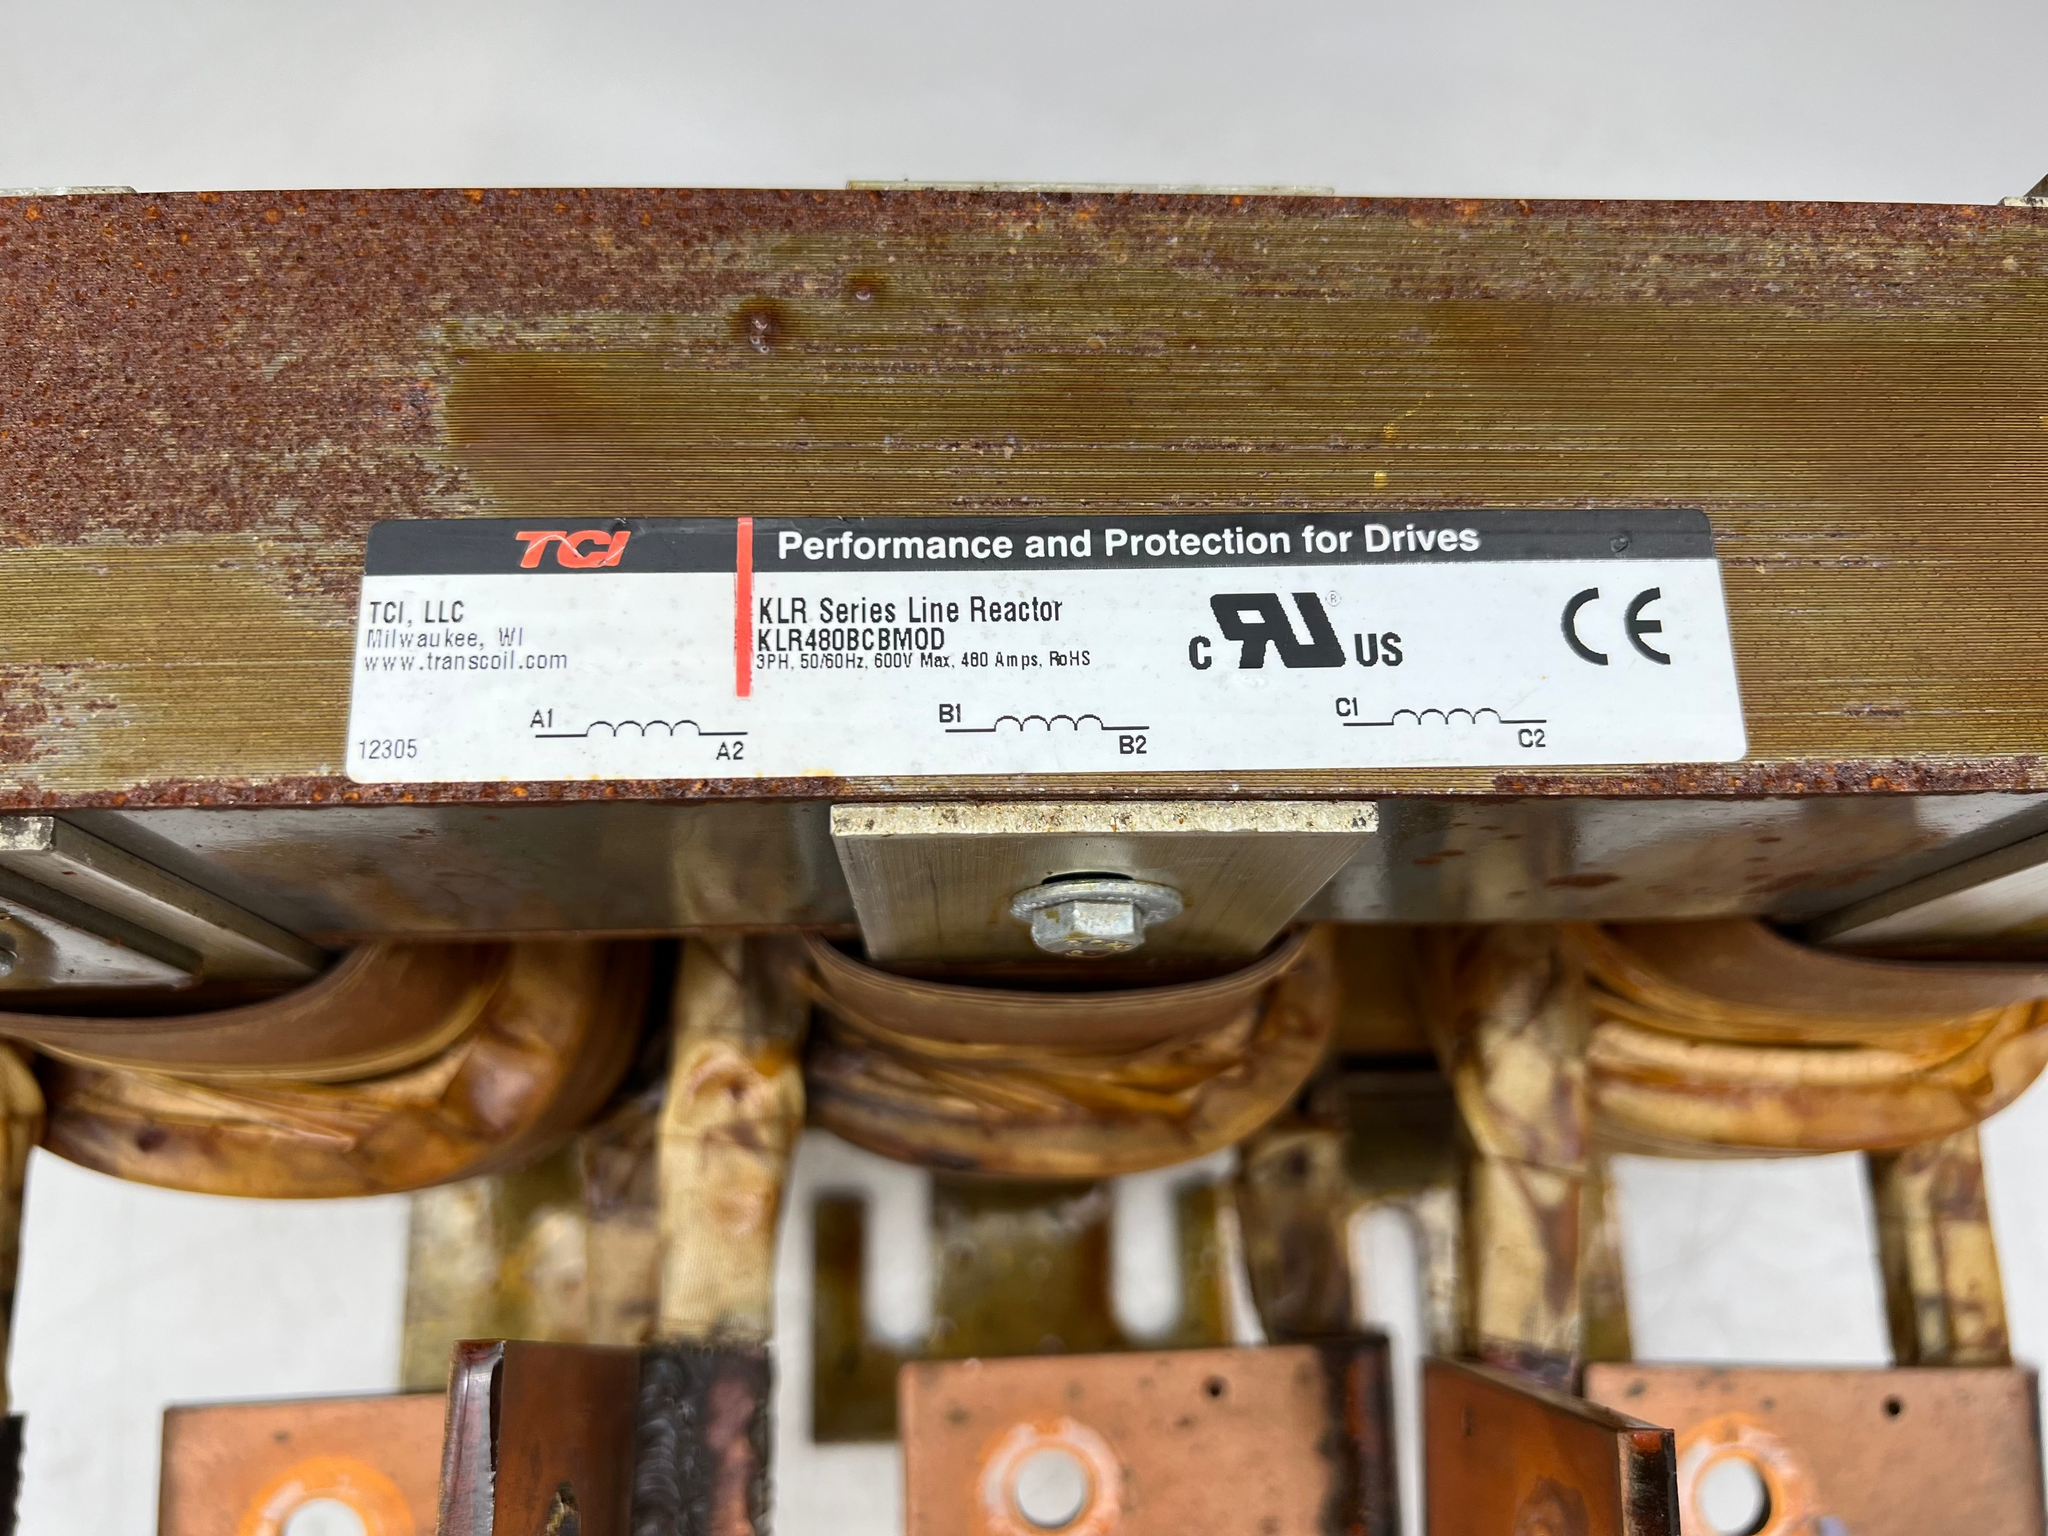 TCI
Performance and Protection for Drives
TCI, LLC
Milwaukee, WI
www.transcoil.com
KLR Series Line Reactor
KLR480BCBMOD
3PH, 50/60Hz, 600V Max, 480 Amps, RoHS
c RU® US
CE
A1
A2
B1
B2
C1
C2
12305